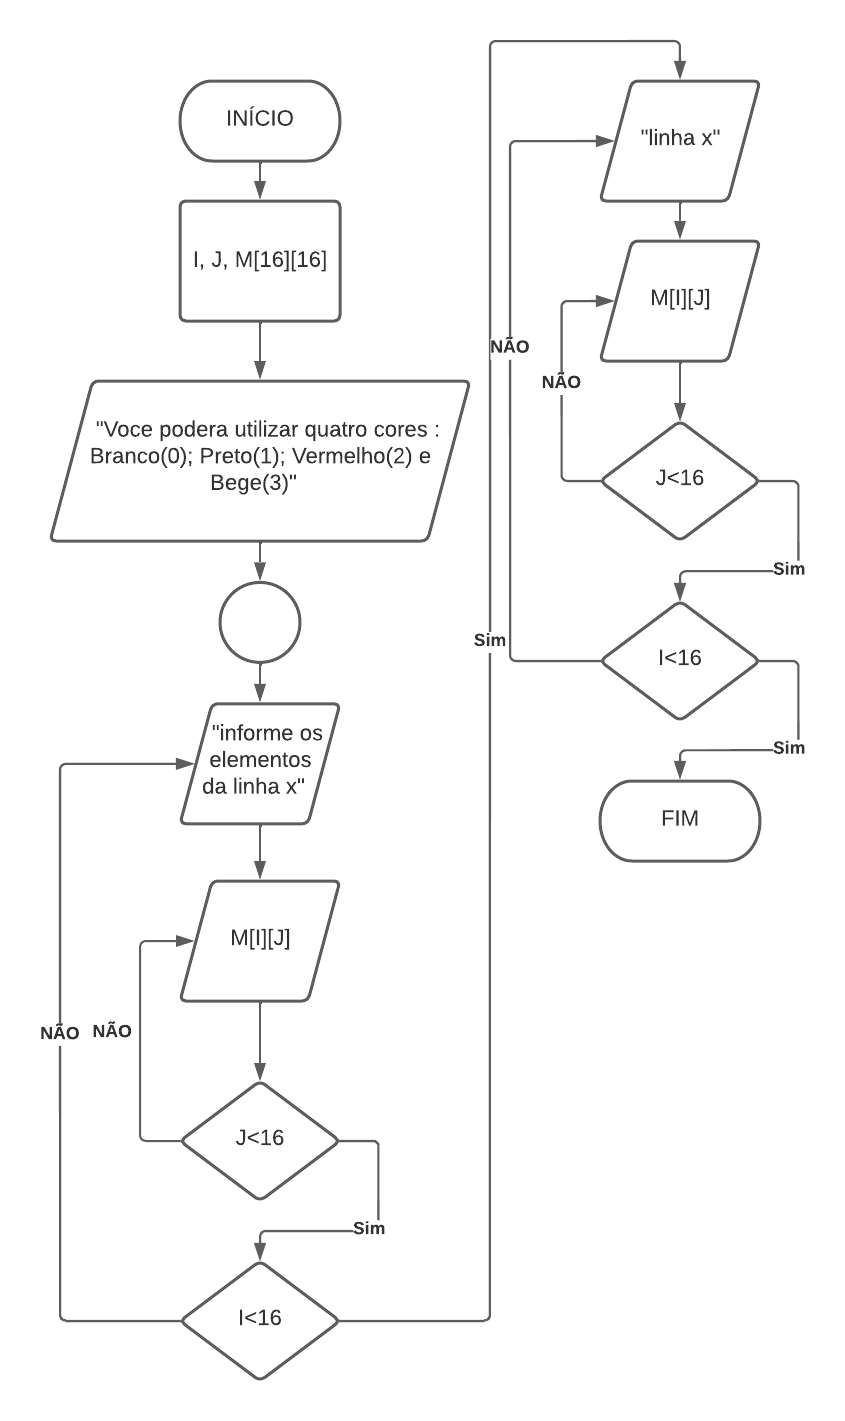 INÍCIO
I, J, M[16][16]
"Voce podera utilizar quatro cores :
Branco(0); Preto(1); Vermelho(2) e
Bege(3)"
"informe os
elementos
da linha x"
M[I][J]
NÃO
NÃO
J<16
Sim
I<16
Sim
"linha x"
M[I][J]
NÃO
NÃO
J<16
Sim
I<16
Sim
FIM